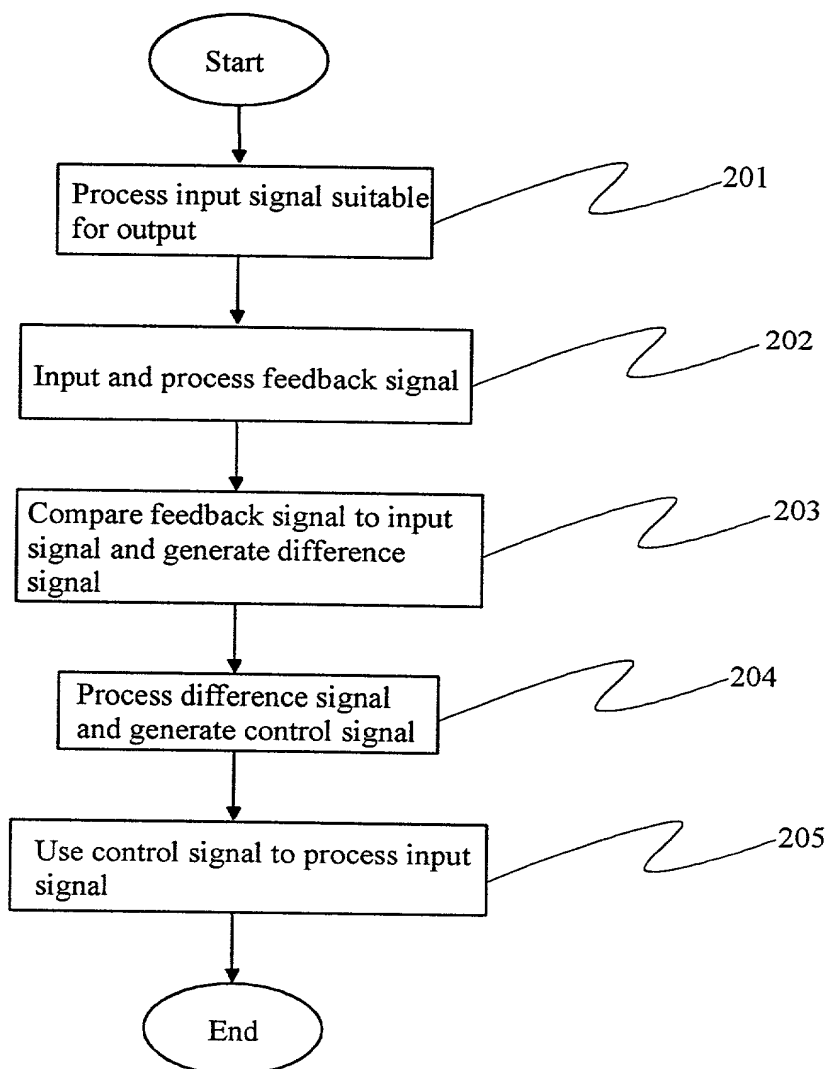 Start
Process input signal suitable
for output
201
Input and process feedback signal
202
Compare feedback signal to input
signal and generate difference
signal
203
Process difference signal
and generate control signal
204
Use control signal to process input
signal
205
End